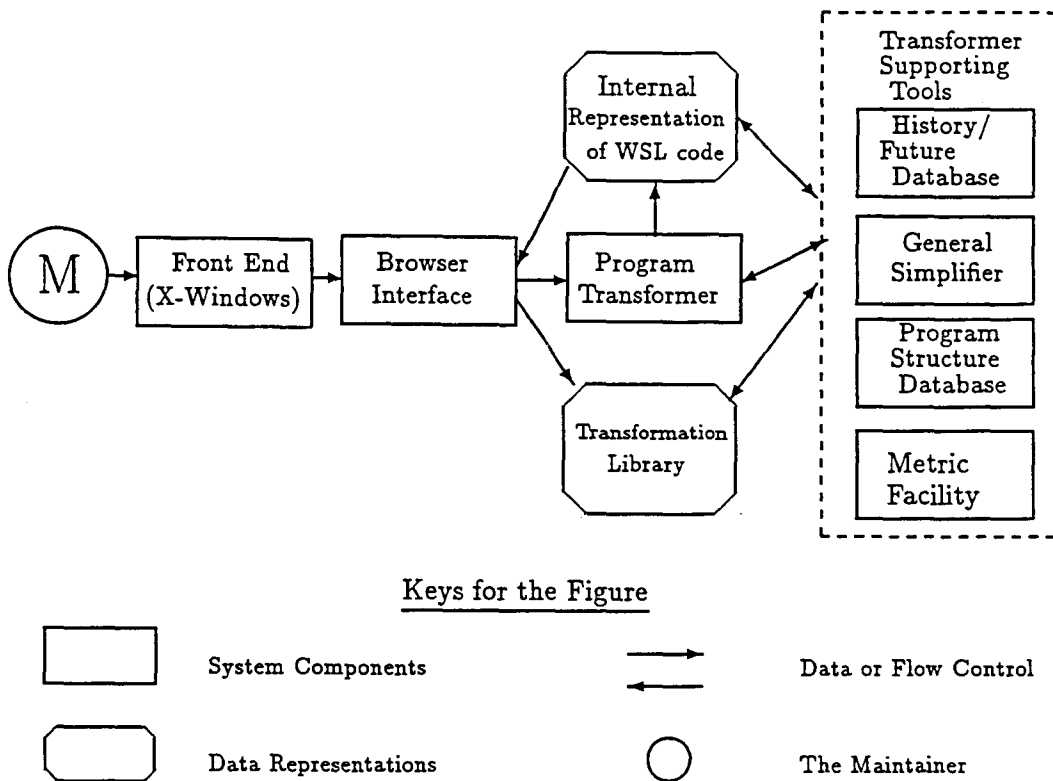 Transformer
Supporting
Tools
Internal
Representation
of WSL code
History/
Future
Database
M
Front End
(X-Windows)
Browser
Interface
Program
Transformer
General
Simplifier
Program
Structure
Database
Transformation
Library
Metric
Facility
Keys for the Figure
System Components
Data or Flow Control
Data Representations
The Maintainer